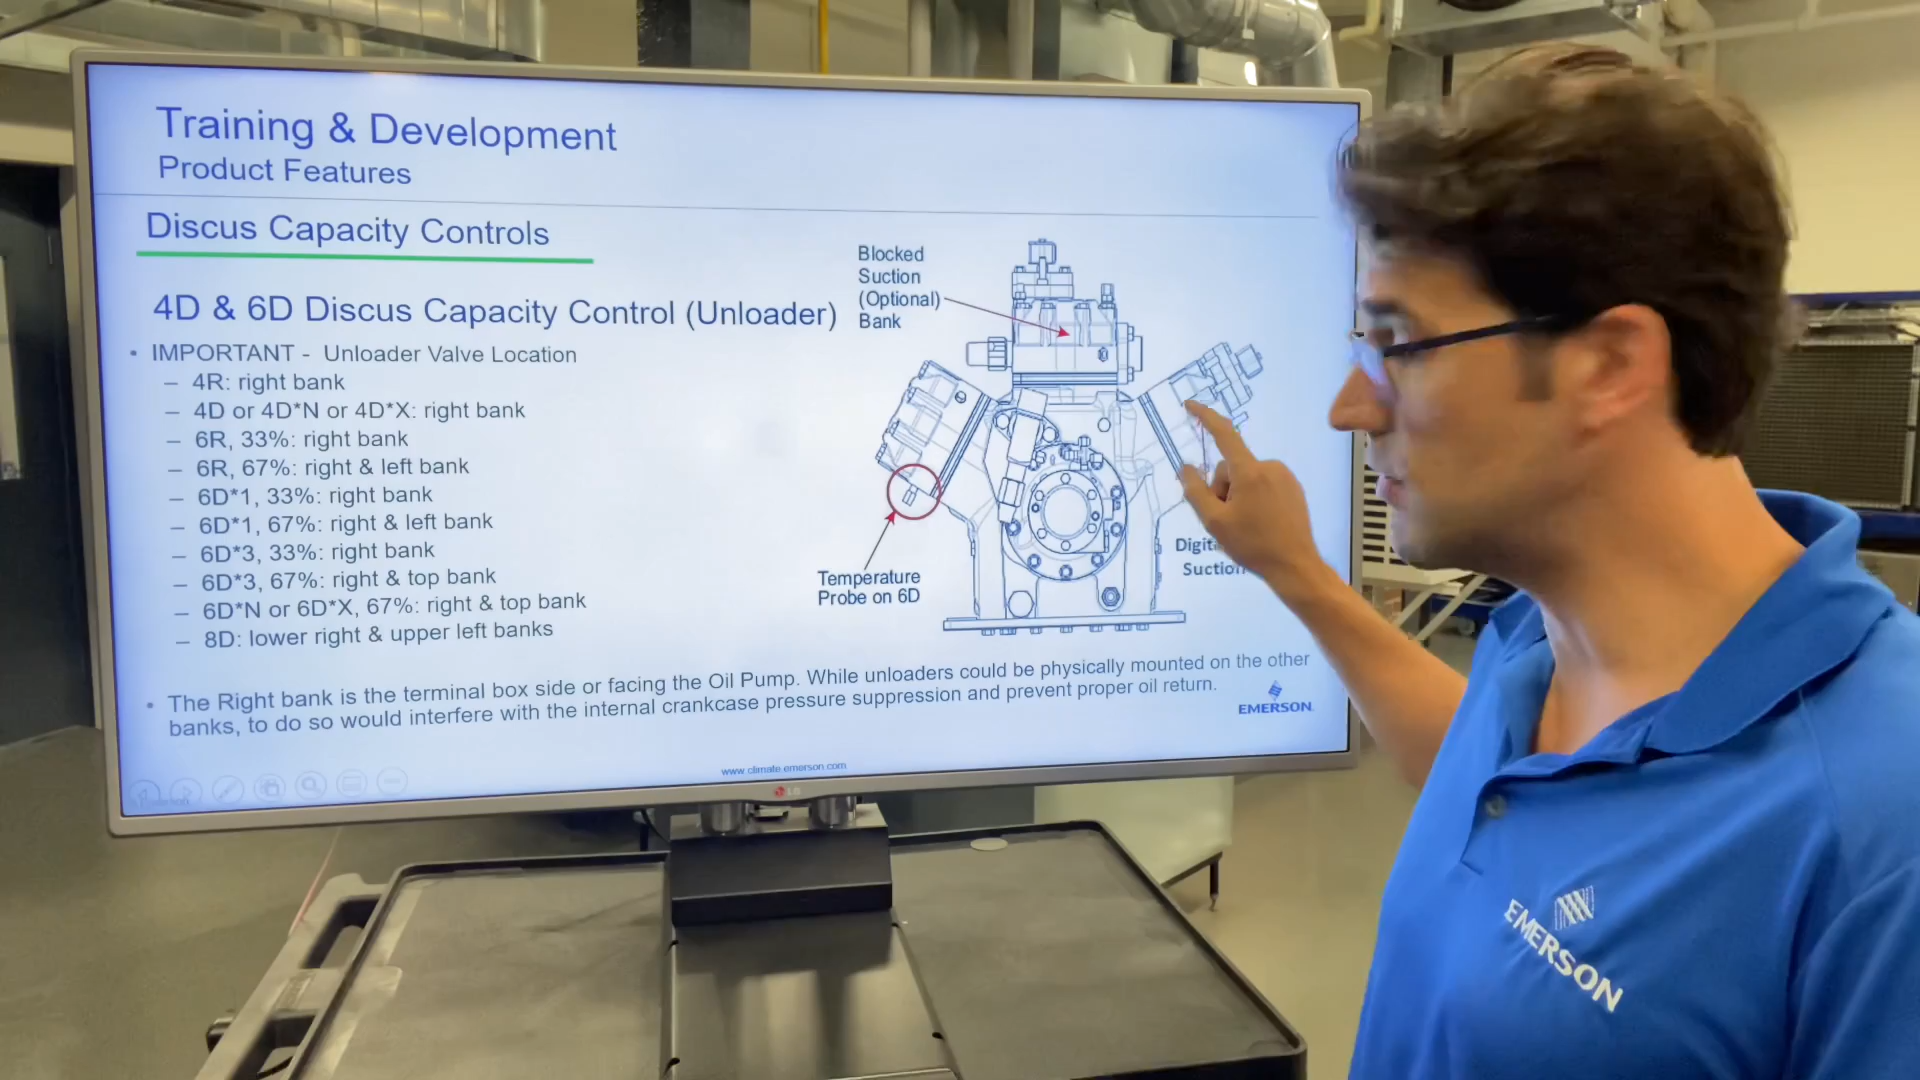 Training & Development
Product Features
Discus Capacity Controls
4D & 6D Discus Capacity Control (Unloader)
• IMPORTANT - Unloader Valve Location
– 4R: right bank
– 4D or 4D*N or 4D*X: right bank
– 6R, 33%: right bank
– 6R, 67%: right & left bank
– 6D*1, 33%: right bank
– 6D*1, 67%: right & left bank
– 6D*3, 33%: right bank
– 6D*3, 67%: right & top bank
– 6D*N or 6D*X, 67%: right & top bank
– 8D: lower right & upper left banks
Blocked
Suction
(Optional)
Bank
Temperature
Probe on 6D
Suction
• The Right bank is the terminal box side or facing the Oil Pump. While unloaders could be physically mounted on the other
banks, to do so would interfere with the internal crankcase pressure suppression and prevent proper oil return.
EMERSON
www.climate.emerson.com
LG
EMERSON